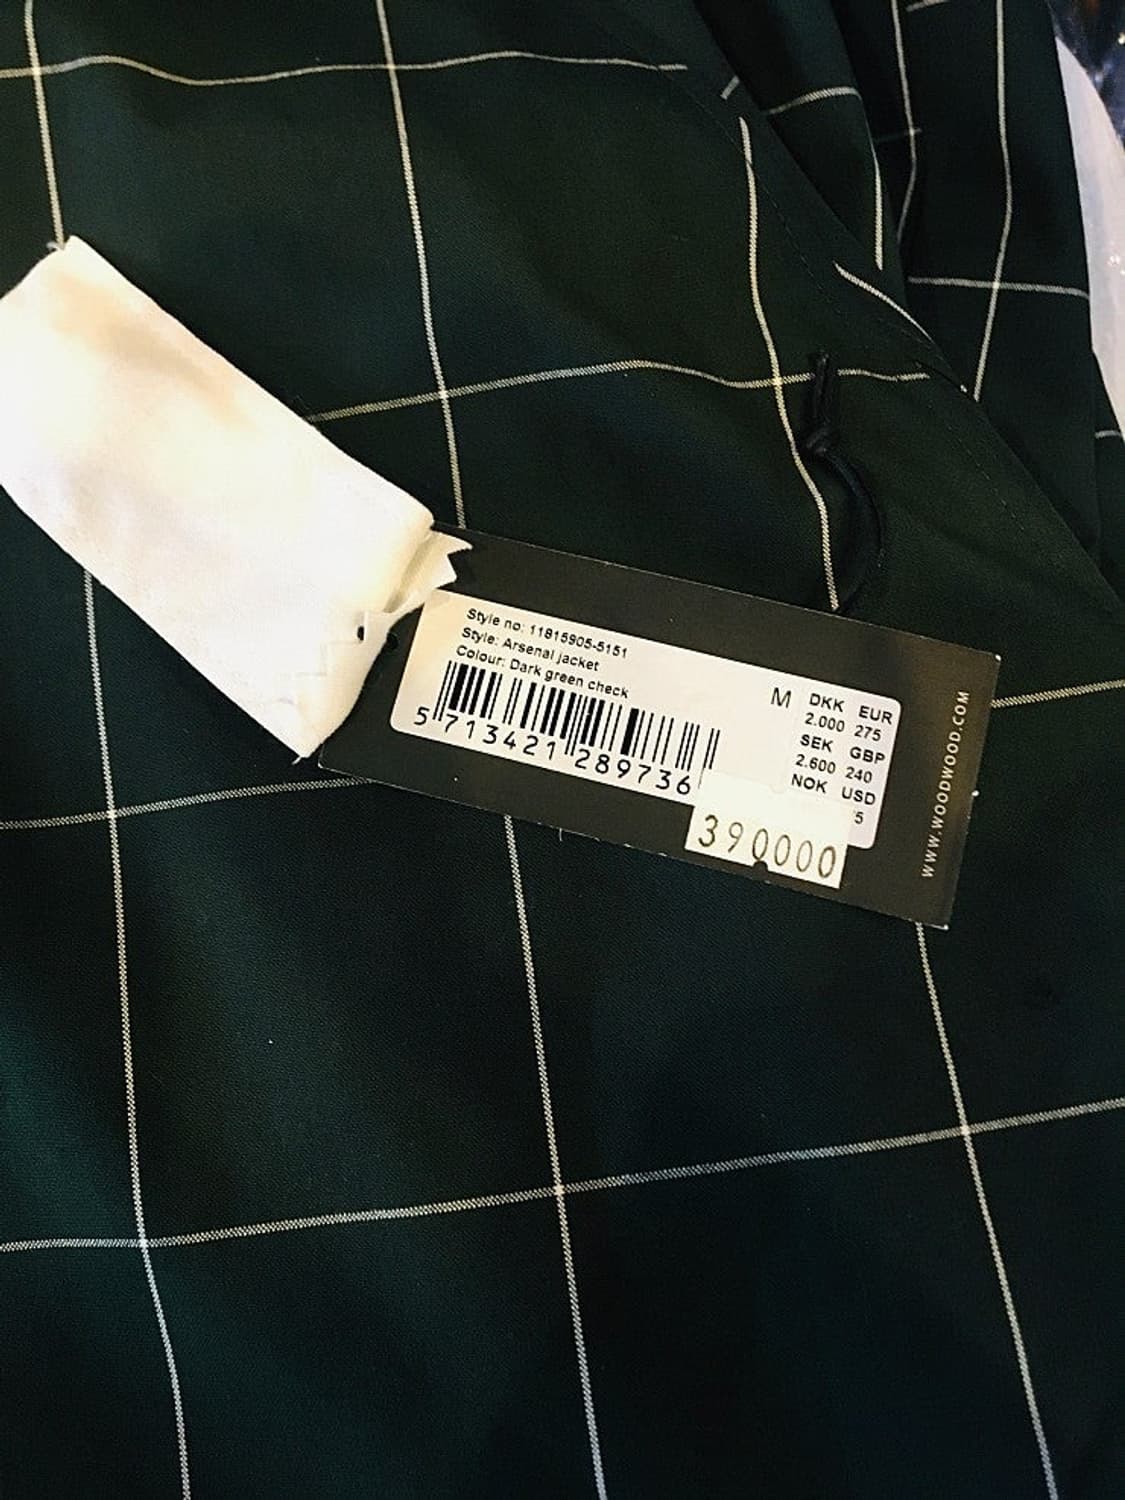 Style no: 11815905-5151
Style: Arsenal jacket
Colour: Dark green check
M
DKK EUR
2.000 275
SEK GBP
2.600 240
NOK USD
5 713421 289736
390000
WWW.WOODWOOD.COM